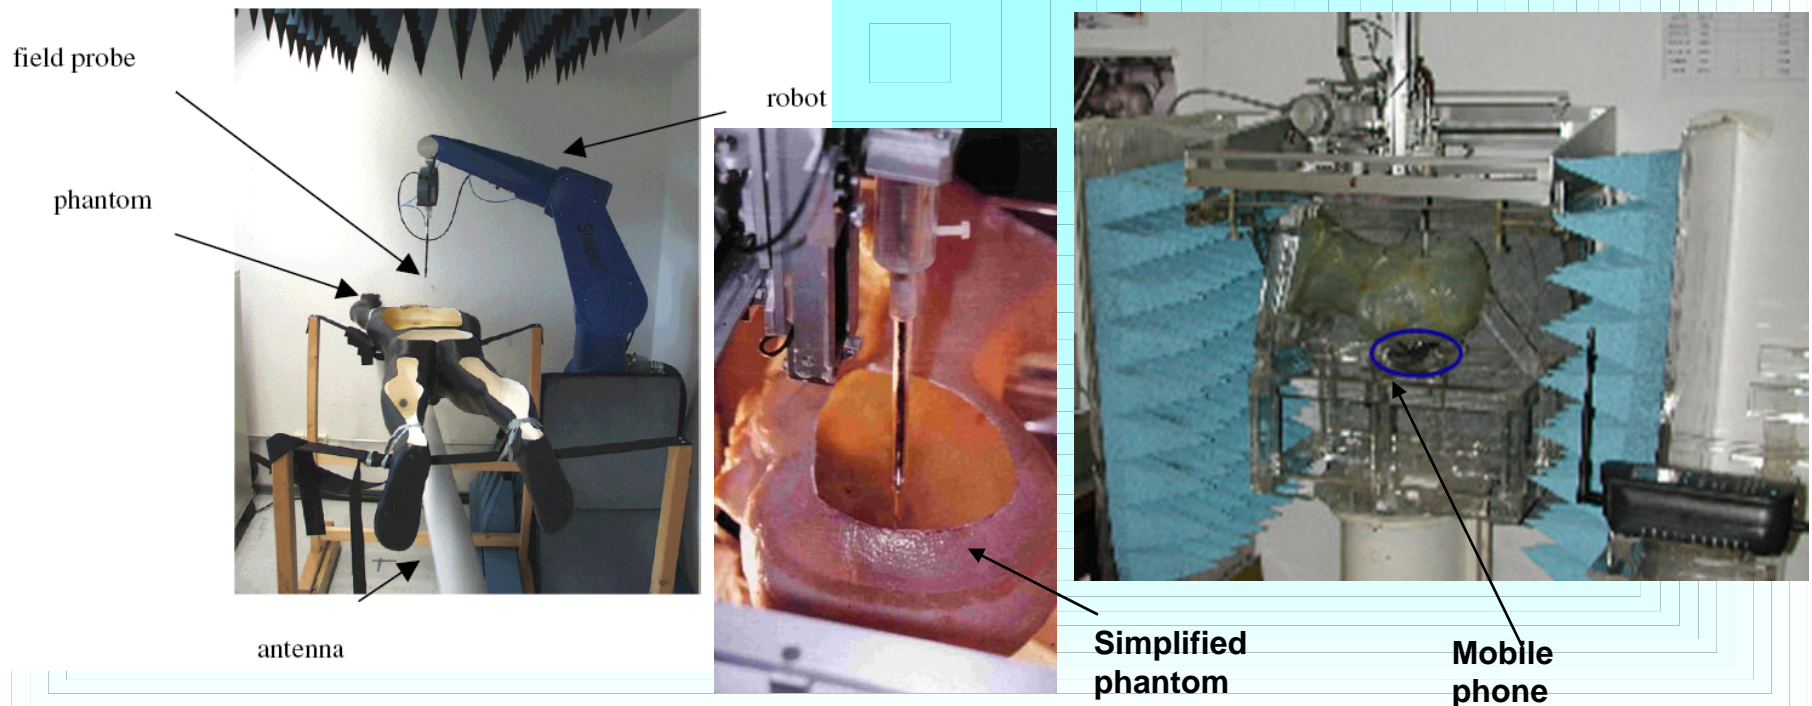 field probe
robot
phantom
antenna
Simplified
phantom
Mobile
phone